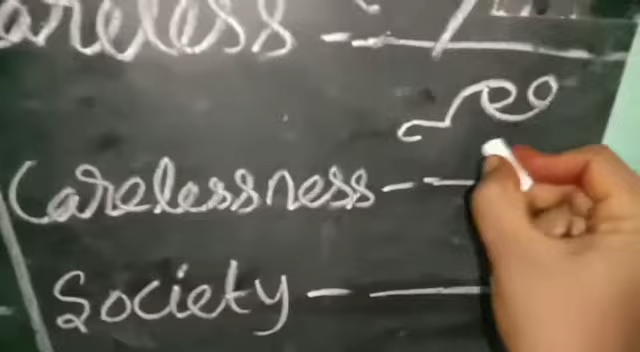 areless - —
Carelessness - —
Society - —